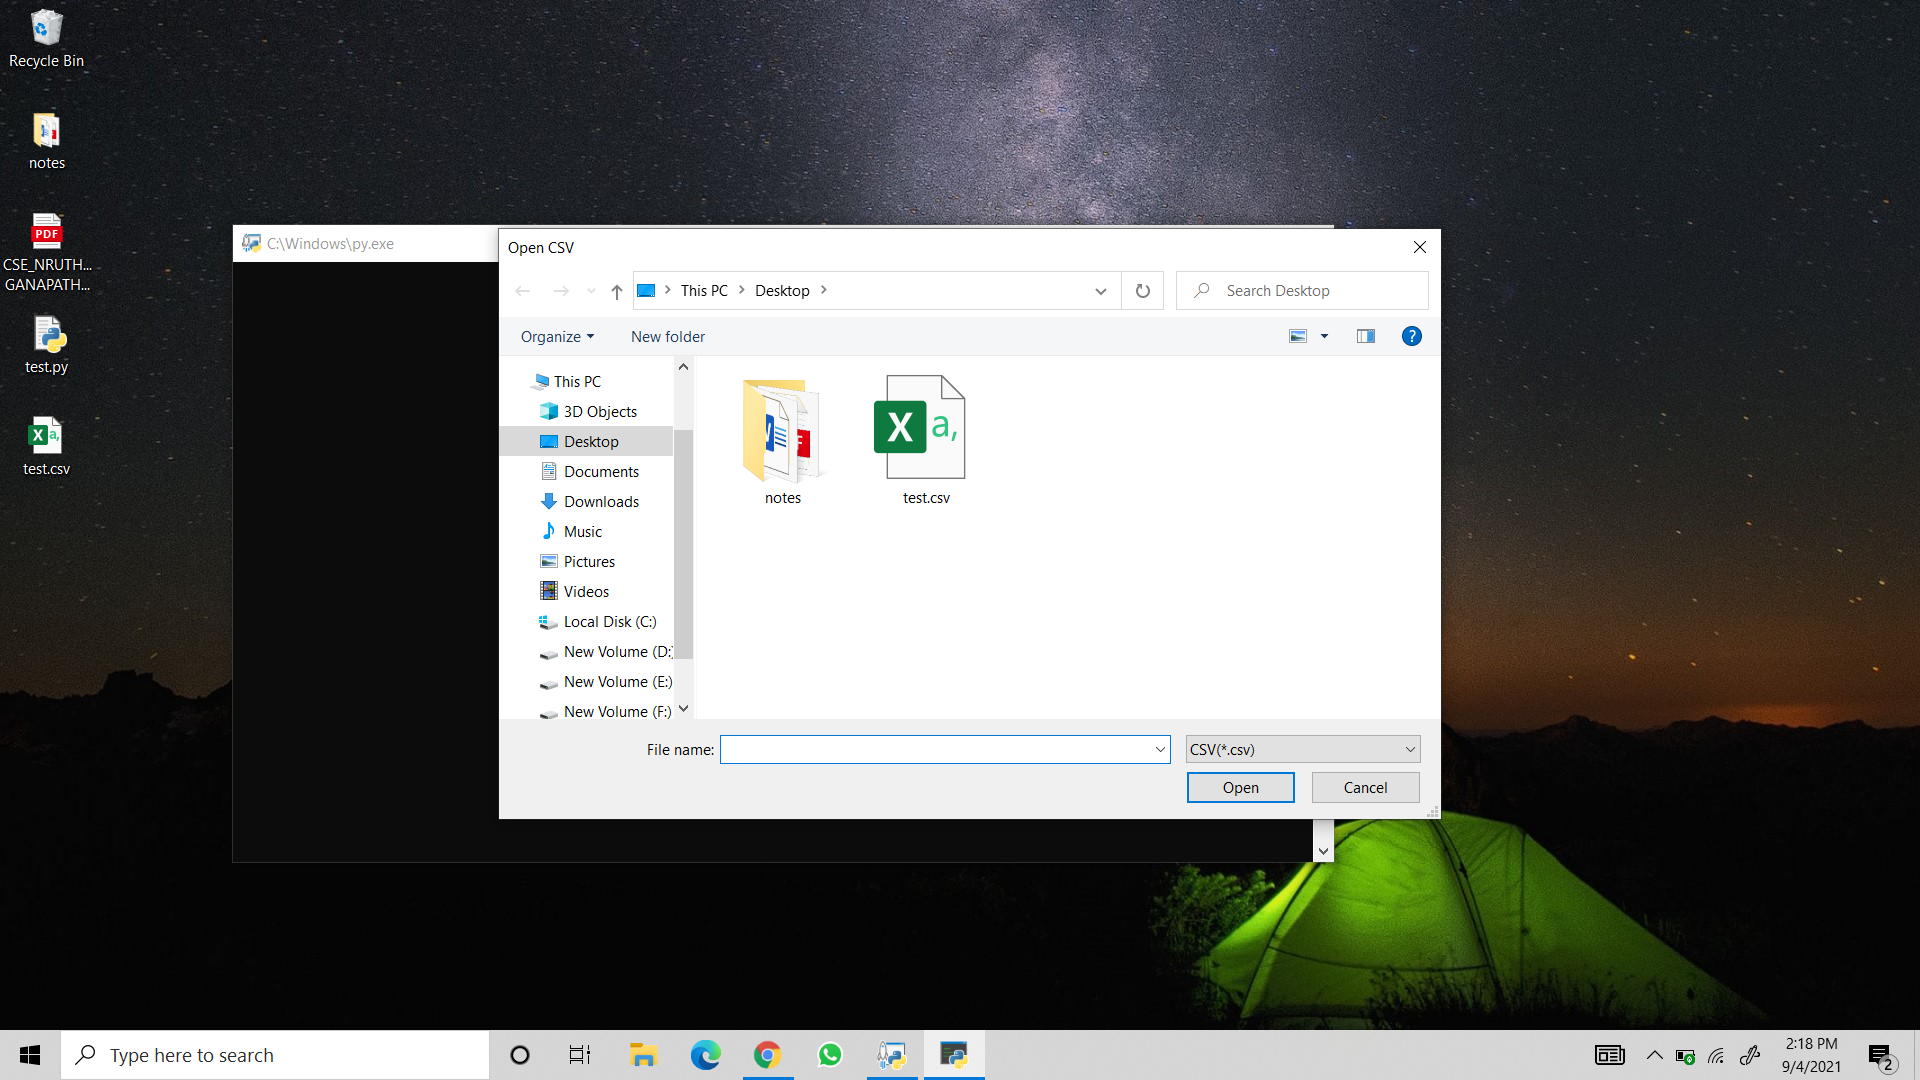 Recycle Bin
notes
PDF
CSE_NRUTH...
GANAPATH...
test.py
X a,
test.csv
C:\Windows\py.exe
Open CSV
This PC
Desktop
Search Desktop
Organize
New folder
?
This PC
3D Objects
Desktop
Documents
Downloads
Music
Pictures
Videos
Local Disk (C:)
New Volume (D:)
New Volume (E:)
New Volume (F:)
notes
X a,
test.csv
File name:
CSV(*.csv)
Open
Cancel
Type here to search
2:18 PM
9/4/2021
2